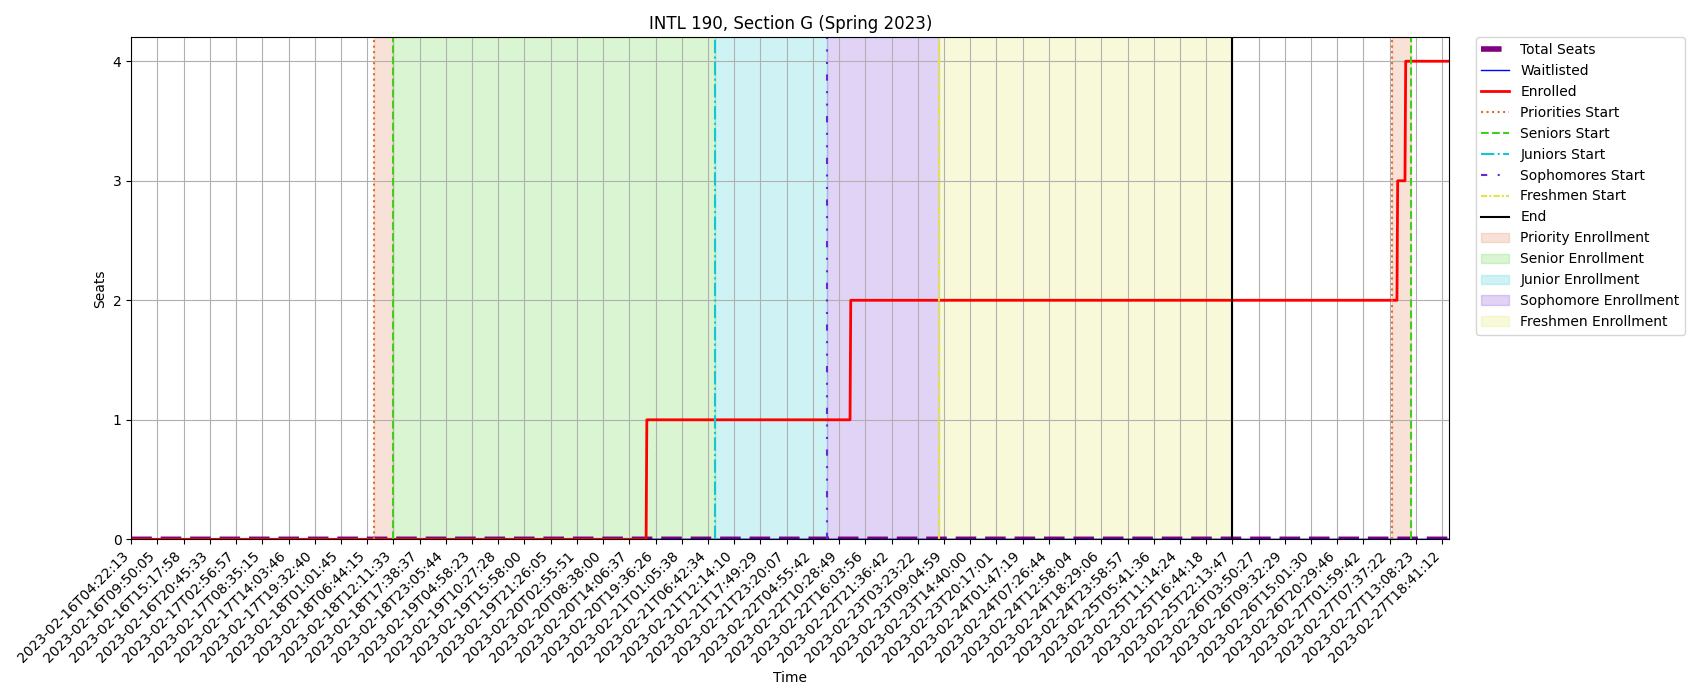 INTL 190, Section G (Spring 2023)
Seats
4
3
2
1
0
2023-02-16T04:22:13
2023-02-16T09:50:05
2023-02-16T15:17:58
2023-02-16T20:45:33
2023-02-17T02:56:57
2023-02-17T08:35:15
2023-02-17T14:03:46
2023-02-17T19:32:40
2023-02-18T01:01:45
2023-02-18T06:44:15
2023-02-18T12:11:33
2023-02-18T17:38:37
2023-02-18T23:05:44
2023-02-19T04:58:23
2023-02-19T10:27:28
2023-02-19T15:58:00
2023-02-19T21:26:05
2023-02-20T02:55:51
2023-02-20T08:38:00
2023-02-20T14:06:37
2023-02-20T19:36:26
2023-02-21T01:05:38
2023-02-21T06:42:34
2023-02-21T12:14:10
2023-02-21T17:49:29
2023-02-21T23:20:07
2023-02-22T04:55:42
2023-02-22T10:28:49
2023-02-22T16:03:56
2023-02-22T21:36:42
2023-02-23T03:23:22
2023-02-23T09:04:59
2023-02-23T14:40:00
2023-02-23T20:17:01
2023-02-24T01:47:19
2023-02-24T07:26:44
2023-02-24T12:58:04
2023-02-24T18:29:06
2023-02-24T23:58:57
2023-02-25T05:41:36
2023-02-25T11:14:24
2023-02-25T16:44:18
2023-02-25T22:13:47
2023-02-26T03:50:27
2023-02-26T09:32:29
2023-02-26T15:01:30
2023-02-26T20:29:46
2023-02-27T01:59:42
2023-02-27T07:37:22
2023-02-27T13:08:23
2023-02-27T18:41:12
Time
Total Seats
Waitlisted
Enrolled
Priorities Start
Seniors Start
Juniors Start
Sophomores Start
Freshmen Start
End
Priority Enrollment
Senior Enrollment
Junior Enrollment
Sophomore Enrollment
Freshmen Enrollment